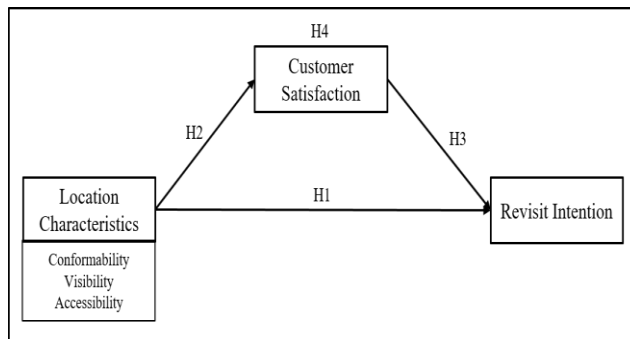 H4
Customer
Satisfaction
H2
H3
Location
Characteristics
H1
Revisit Intention
Conformability
Visibility
Accessibility